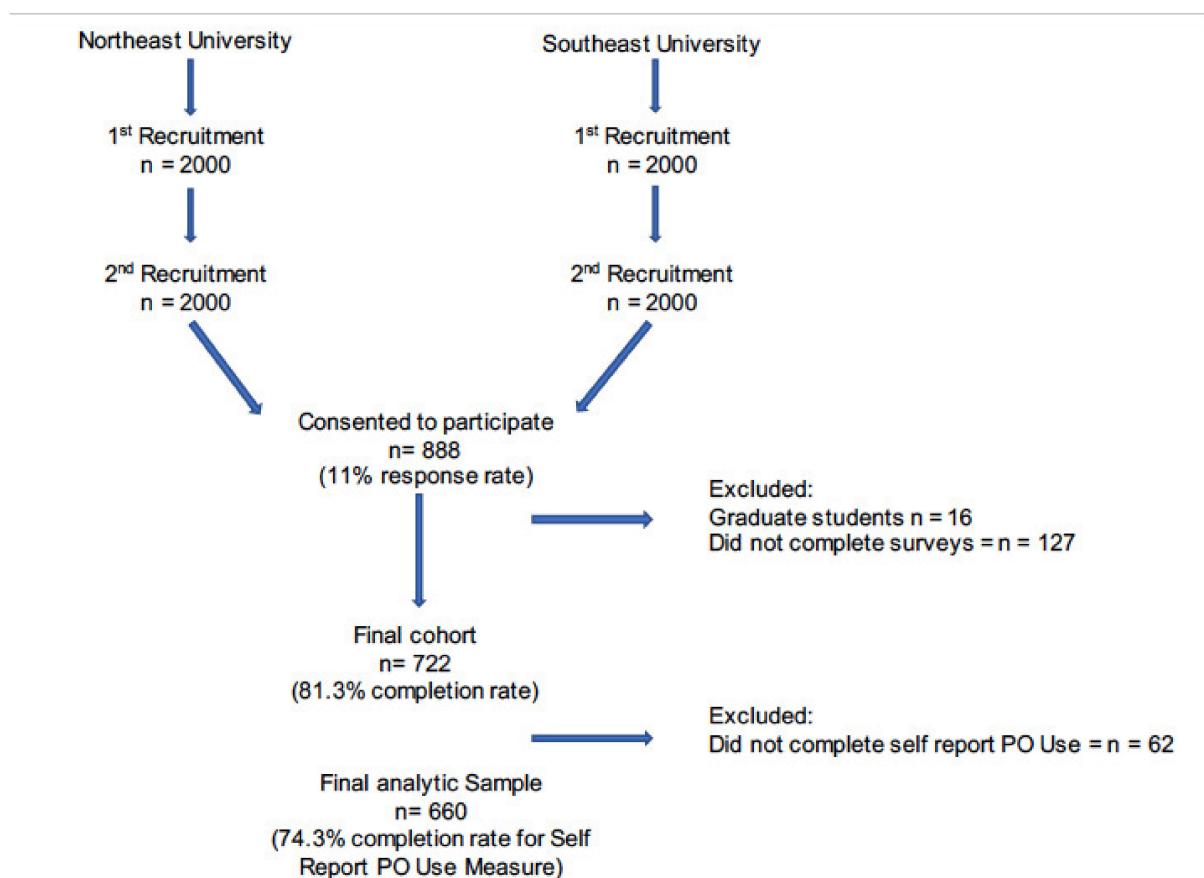 Northeast University
Southeast University
1st Recruitment
n = 2000
1st Recruitment
n = 2000
2nd Recruitment
n = 2000
2nd Recruitment
n = 2000
Consented to participate
n= 888
(11% response rate)
Excluded:
Graduate students n = 16
Did not complete surveys = n = 127
Final cohort
n= 722
(81.3% completion rate)
Excluded:
Did not complete self report PO Use = n = 62
Final analytic Sample
n= 660
(74.3% completion rate for Self
Report PO Use Measure)